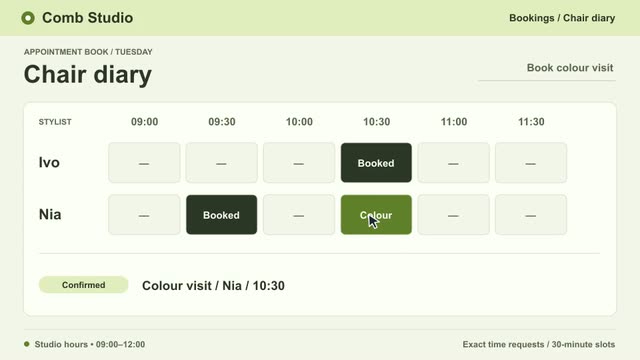 Comb Studio
Bookings / Chair diary
APPOINTMENT BOOK / TUESDAY
Chair diary
Book colour visit
STYLIST 09:00 09:30 10:00 10:30 11:00 11:30
Ivo — — — Booked — —
Nia — Booked — Colour — —
Confirmed Colour visit / Nia / 10:30
Studio hours • 09:00–12:00
Exact time requests / 30-minute slots